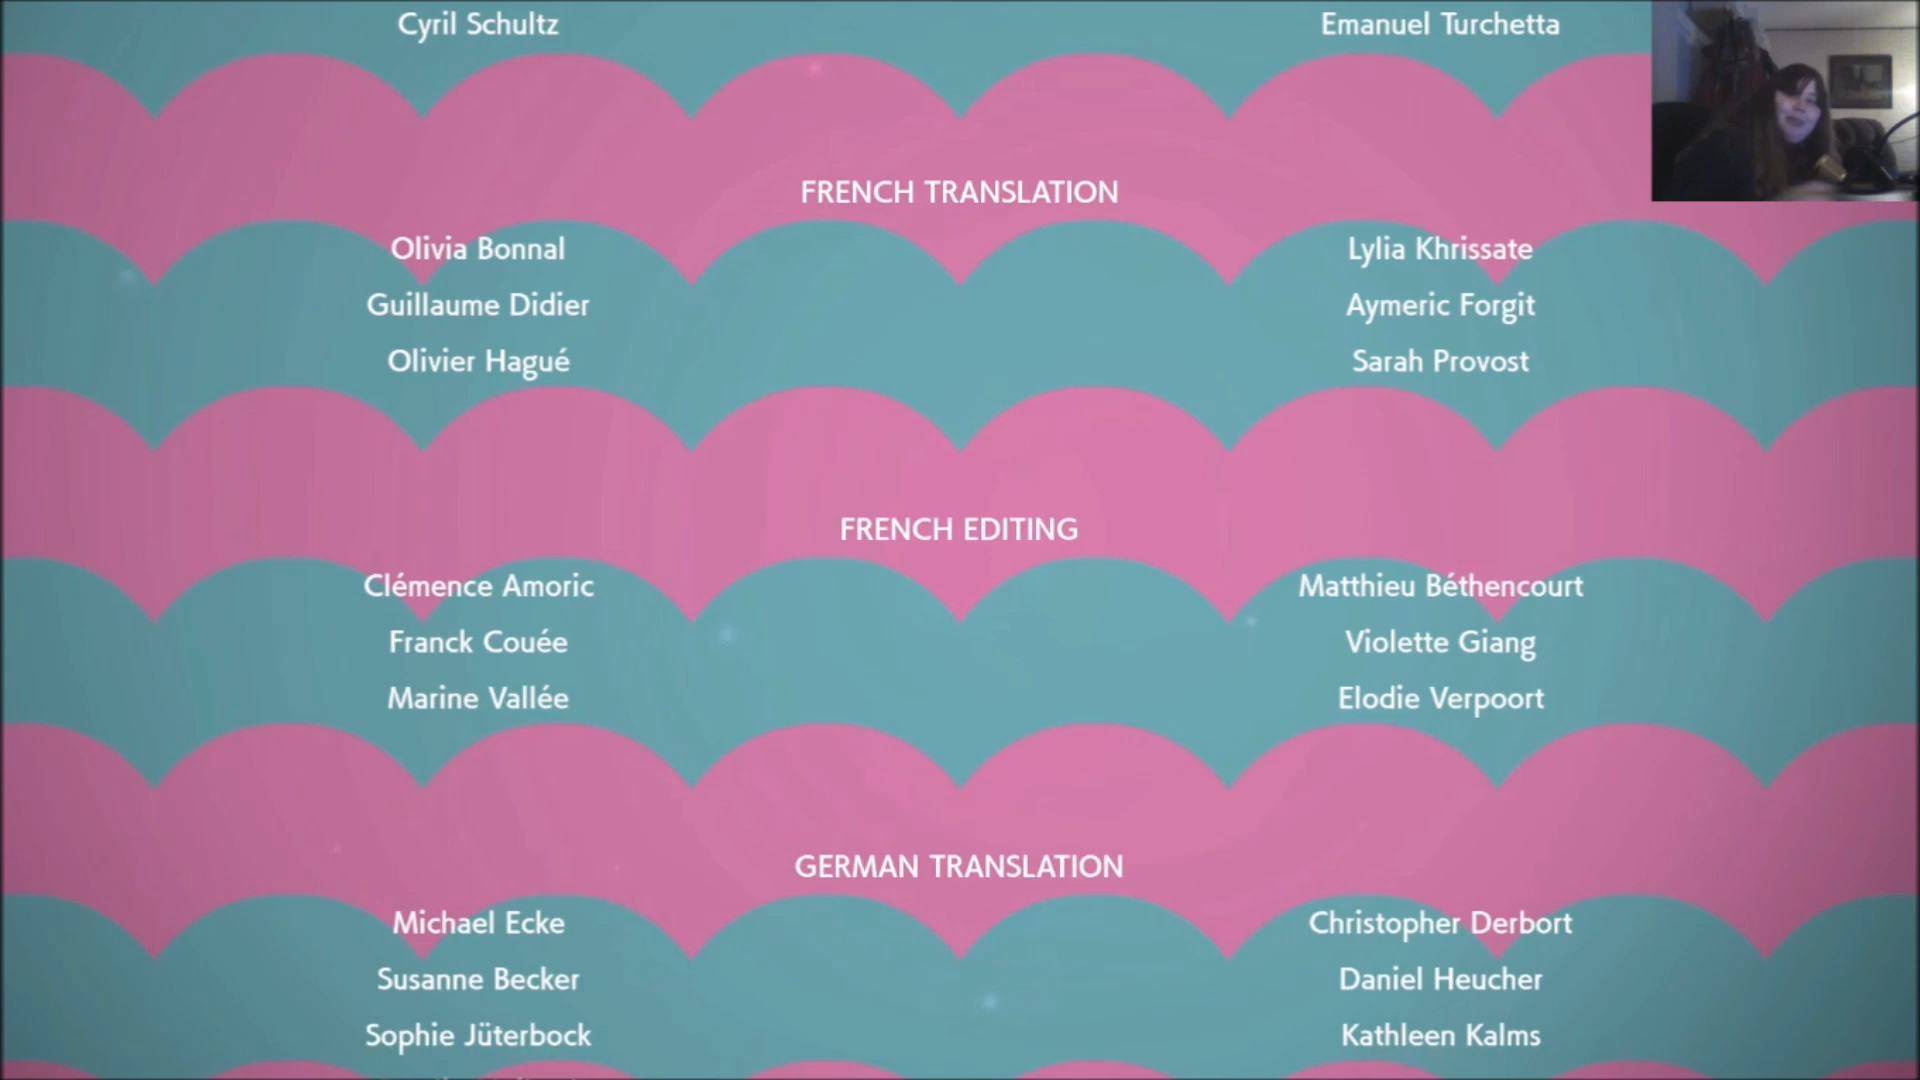 Cyril Schultz Emanuel Turchetta
FRENCH TRANSLATION
Olivia Bonnal Lylia Khrissate
Guillaume Didier Aymeric Forgit
Olivier Hagué Sarah Provost
FRENCH EDITING
Clémence Amoric Matthieu Béthencourt
Franck Couée Violette Giang
Marine Vallée Elodie Verpoort
GERMAN TRANSLATION
Michael Ecke Christopher Derbort
Susanne Becker Daniel Heucher
Sophie Jüterbock Kathleen Kalms